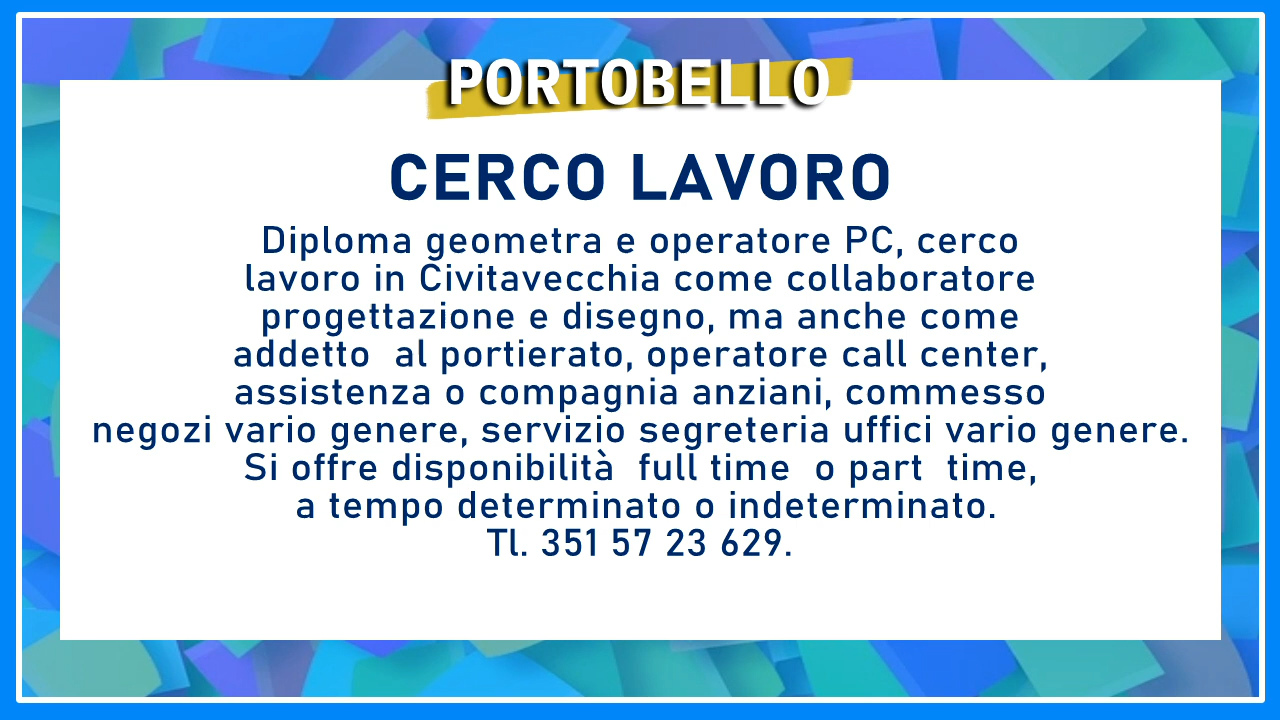 PORTOBELLO
CERCO LAVORO
Diploma geometra e operatore PC, cerco
lavoro in Civitavecchia come collaboratore
progettazione e disegno, ma anche come
addetto  al portierato, operatore call center,
assistenza o compagnia anziani, commesso
negozi vario genere, servizio segreteria uffici vario genere.
Si offre disponibilità  full time  o part  time,
a tempo determinato o indeterminato.
Tl. 351 57 23 629.